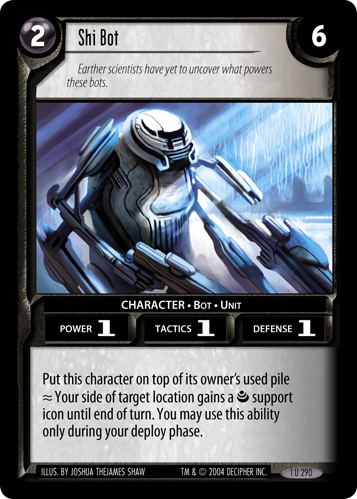 2 Shi Bot 6
Earther scientists have yet to uncover what powers
these bots.
CHARACTER • BOT • UNIT
POWER 1 TACTICS 1 DEFENSE 1
Put this character on top of its owner's used pile
≈ Your side of target location gains a support
icon until end of turn. You may use this ability
only during your deploy phase.
ILLUS. BY JOSHUA THEJAMES SHAW TM & © 2004 DECIPHER INC. 1 U 290